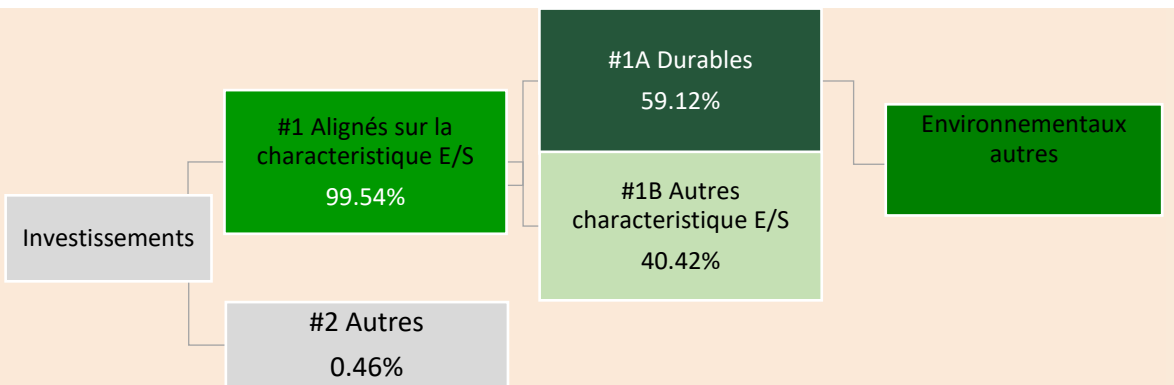 Investissements
#1 Alignés sur la
characteristique E/S
99.54%
#2 Autres
0.46%
#1A Durables
59.12%
#1B Autres
characteristique E/S
40.42%
Environnementaux
autres